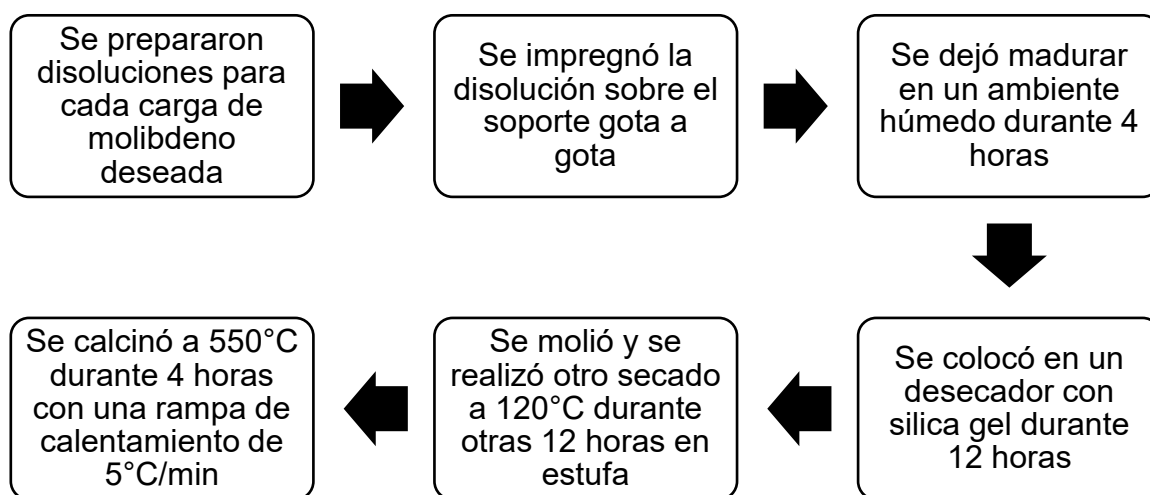 Se prepararon
disoluciones para
cada carga de
molibdeno
deseada
Se impregnó la
disolución sobre el
soporte gota a
gota
Se dejó madurar
en un ambiente
húmedo durante 4
horas
Se colocó en un
desecador con
silica gel durante
12 horas
Se molió y se
realizó otro secado
a 120°C durante
otras 12 horas en
estufa
Se calcinó a 550°C
durante 4 horas
con una rampa de
calentamiento de
5°C/min